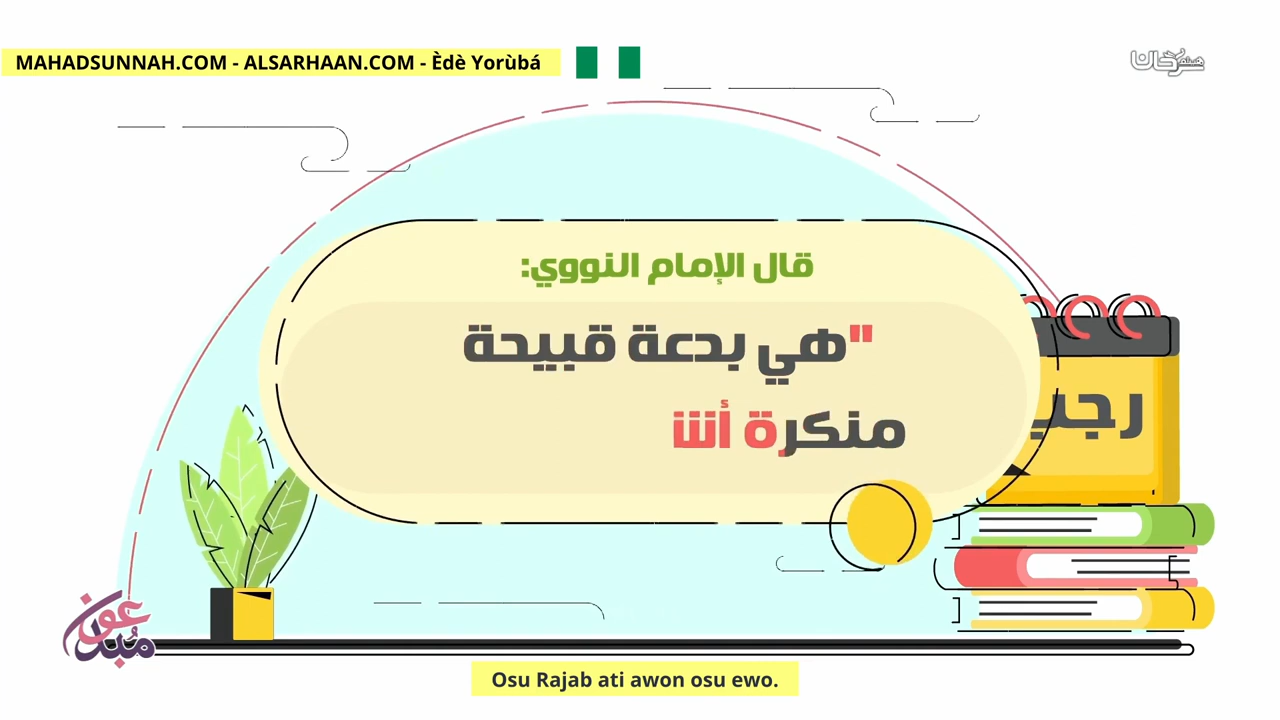 MAHADSUNNAH.COM - ALSARHAAN.COM - Èdè Yorùbá
قال الإمام النووي:
"هي بدعة قبيحة
منكرة أش
رجب
Osu Rajab ati awon osu ewo.